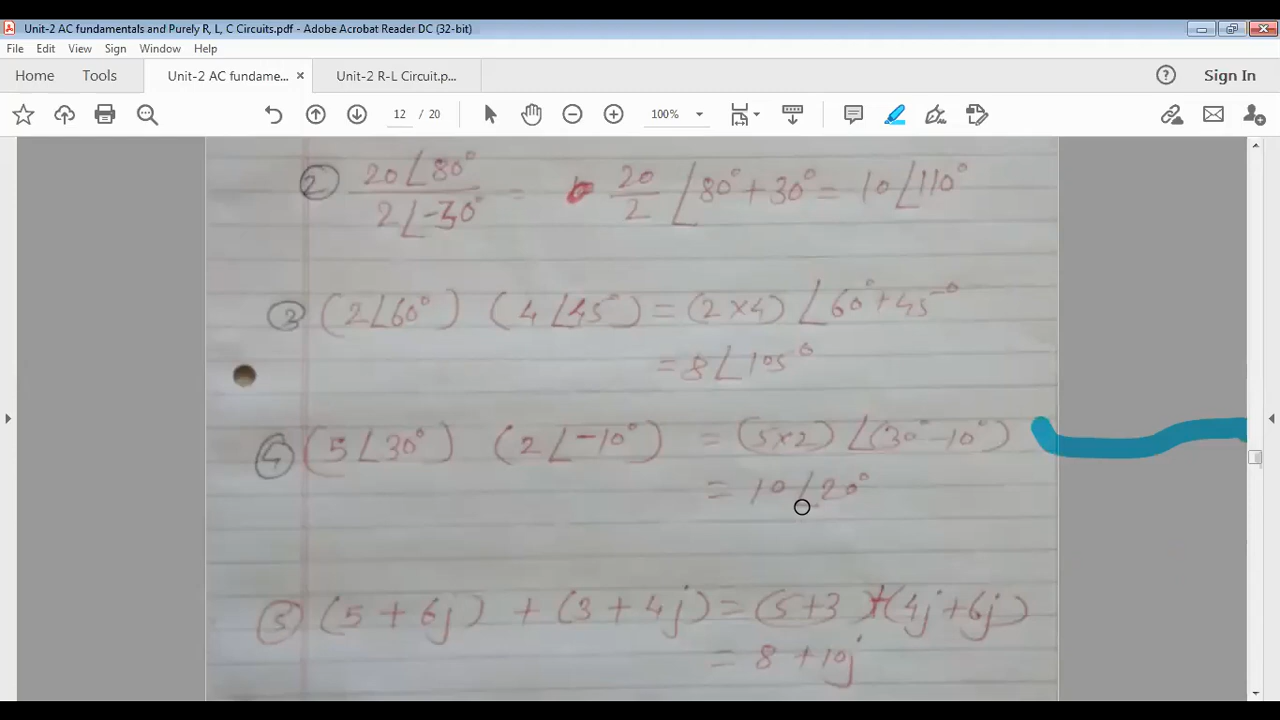 Unit-2 AC fundamentals and Purely R, L, C Circuits.pdf - Adobe Acrobat Reader DC (32-bit)
File Edit View Sign Window Help
Home Tools Unit-2 AC fundame... × Unit-2 R-L Circuit.p... ? Sign In
12 / 20 100%
② 20∠80° / 2∠-30° = 20/2 ∠80°+30° = 10∠110°
③ (2∠60°) (4∠45°) = (2×4) ∠60°+45°
= 8∠105°
④ (5∠30°) (2∠-10°) = (5×2) ∠(30°-10°)
= 10∠20°
⑤ (5+6j) + (3+4j) = (5+3)+(4j+6j)
= 8+10j